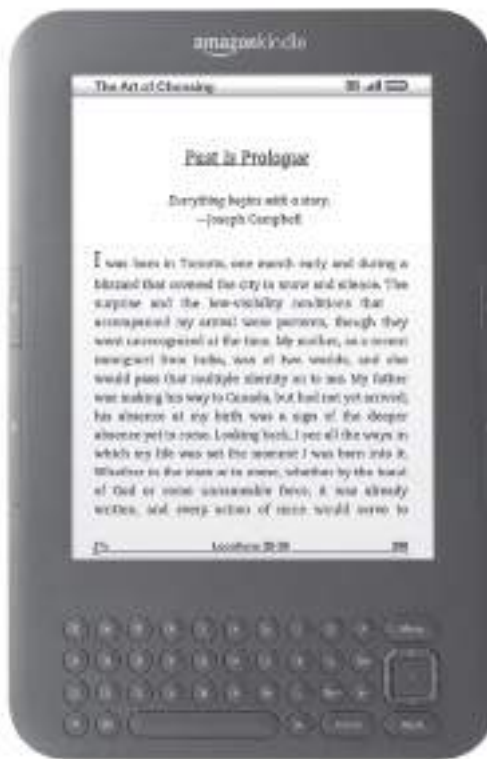 amazonkindle
The Art of Choosing
Past Is Prologue
Everything begins with a story.
—Joseph Campbell
I was born in Toronto, one month early and during a
blizzard that covered the city in snow and silence. The
surprise and the low-visibility conditions that
accompanied my arrival were portents, though they
went unrecognized at the time. My mother, as a recent
immigrant from India, was of two worlds, and she
would pass that multiple identity on to me. My father
was making his way to Canada, but had not yet arrived;
his absence at my birth was a sign of the deeper
absence yet to come. Looking back, I see all the ways in
which my life was set the moment I was born into it.
Whether in the stars or in stone, whether by the hand
of God or some unnameable force, it was already
written, and every action of mine would serve to
Locations